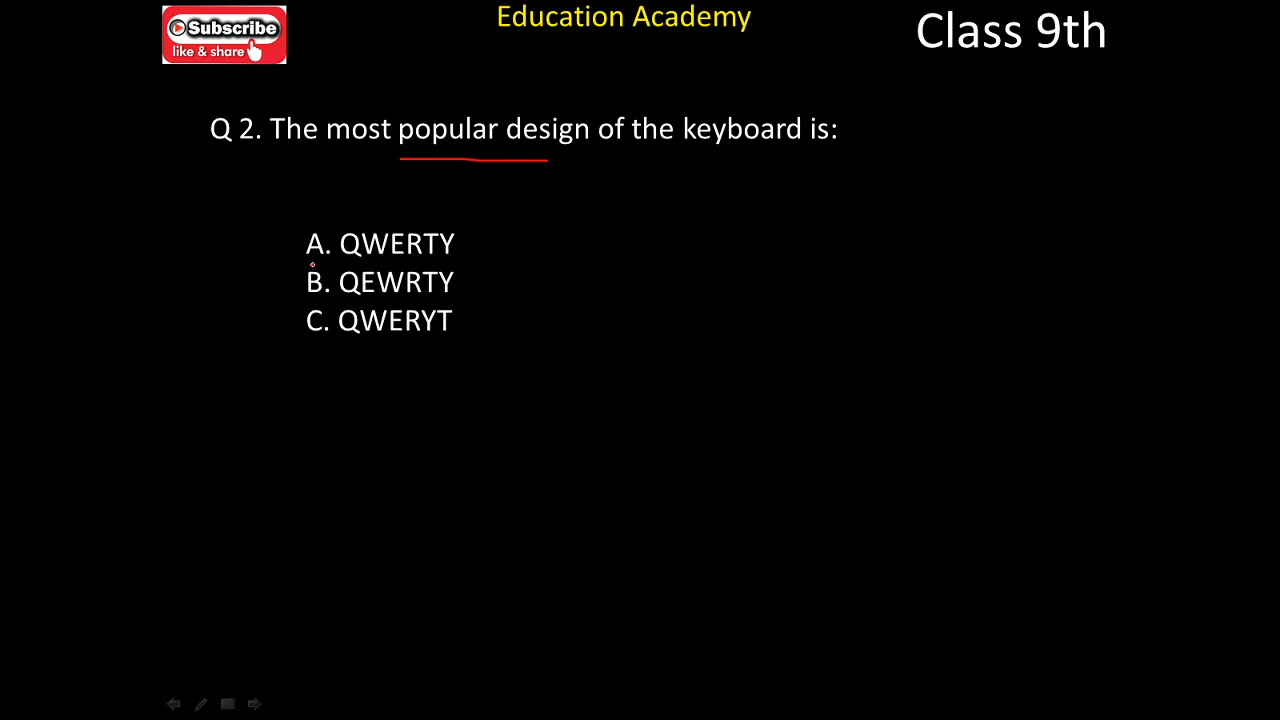 Education Academy
Class 9th
Subscribe
like & share
Q 2. The most popular design of the keyboard is:
A. QWERTY
B. QEWRTY
C. QWERYT